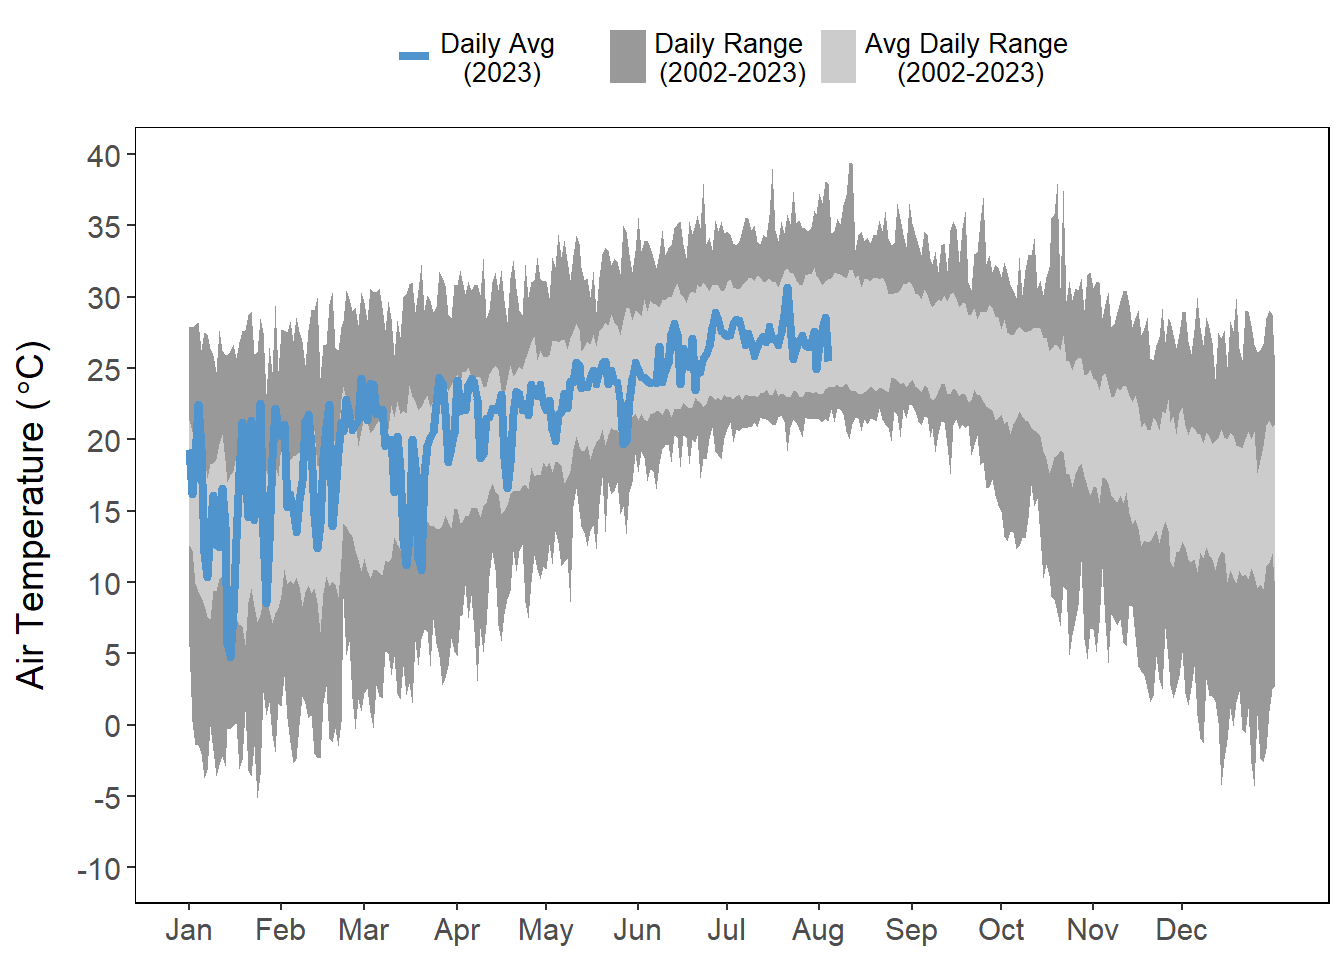 Daily Avg
(2023)
Daily Range
(2002-2023)
Avg Daily Range
(2002-2023)
Air Temperature (°C)
40
35
30
25
20
15
10
5
0
-5
-10
Jan Feb Mar Apr May Jun Jul Aug Sep Oct Nov Dec